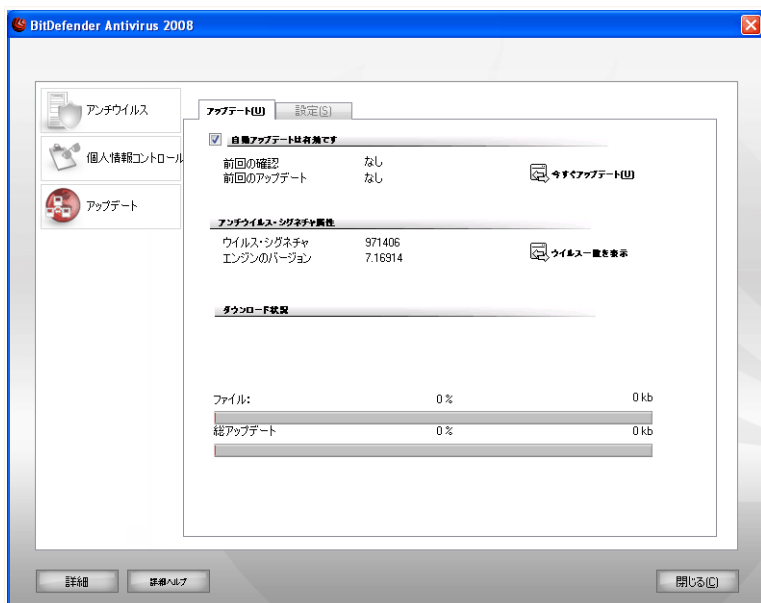 BitDefender Antivirus 2008
アンチウイルス
個人情報コントロール
アップデート
アップデート(U) 設定(S)
自動アップデートは有効です
前回の確認 なし
前回のアップデート なし
今すぐアップデート(U)
アンチウイルス・シグネチャ属性
ウイルス・シグネチャ 971406
エンジンのバージョン 7.16914
ウイルス一覧を表示
ダウンロード状況
ファイル: 0 % 0 kb
総アップデート 0 % 0 kb
詳細 詳細ヘルプ 閉じる(C)